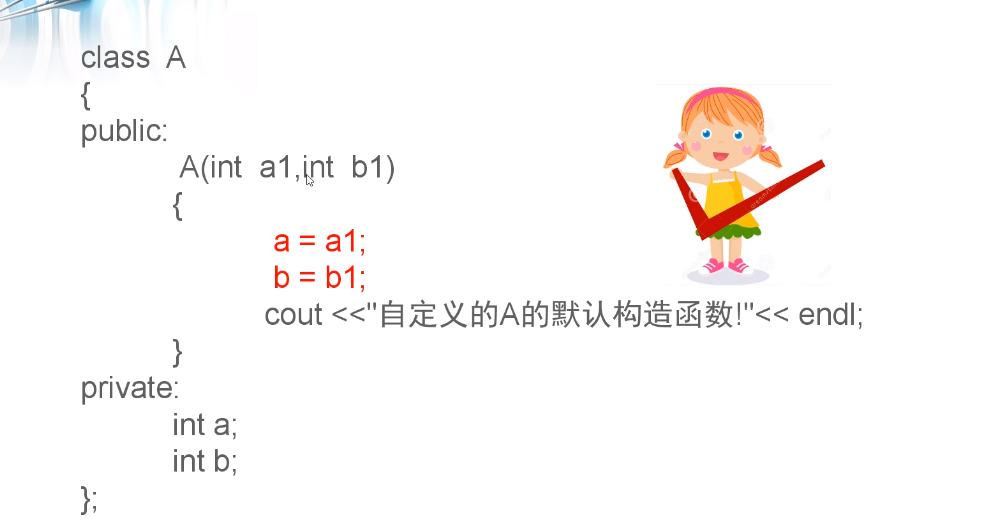 class A
{
public:
A(int a1,int b1)
{
a = a1;
b = b1;
cout <<"自定义的A的默认构造函数!"<< endl;
}
private:
int a;
int b;
};